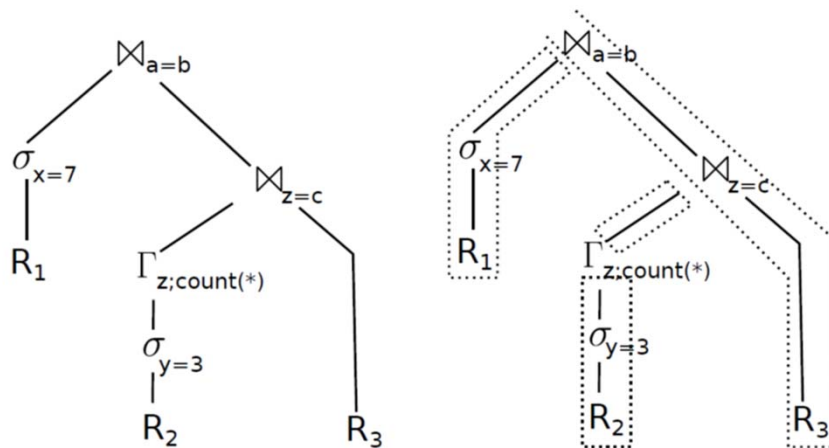 ⋈a=b
σx=7
⋈z=c
R1
Γz;count(*)
σy=3
R2
R3
⋈a=b
σx=7
⋈z=c
R1
Γz;count(*)
σy=3
R2
R3